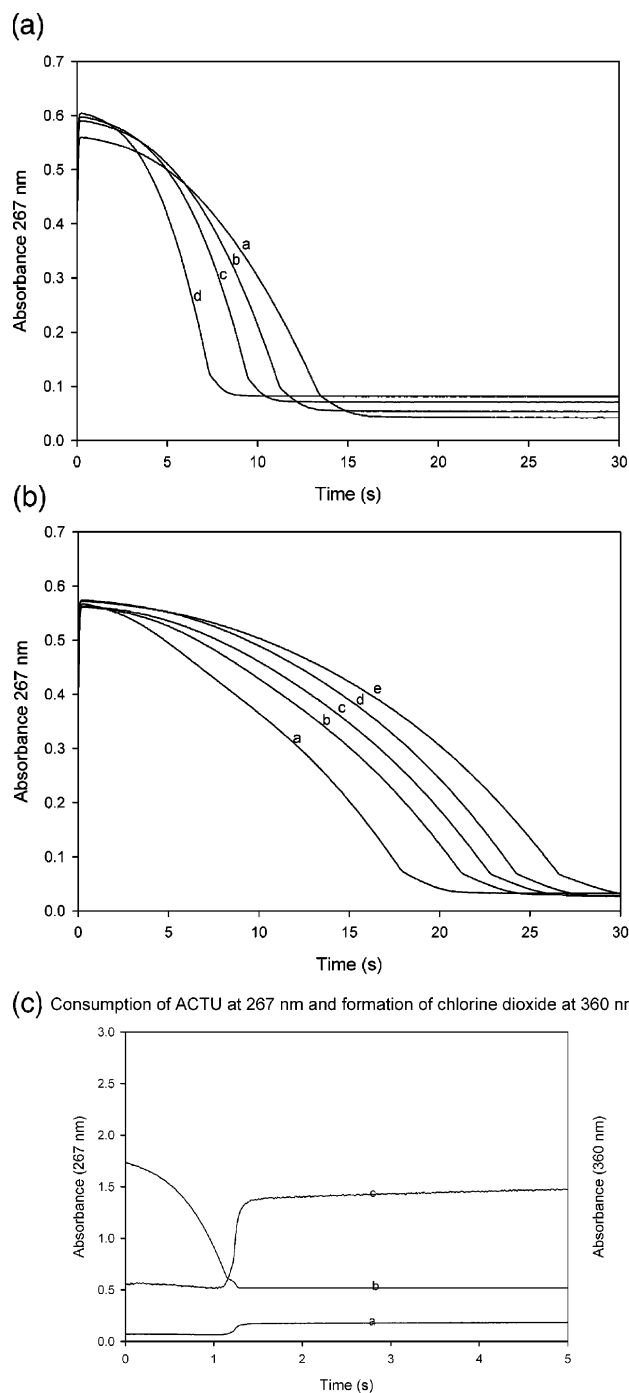 (a)
0.7
0.6
0.5
0.4
0.3
0.2
0.1
0.0
Absorbance 267 nm
a
b
c
d
0 5 10 15 20 25 30
Time (s)
(b)
0.7
0.6
0.5
0.4
0.3
0.2
0.1
0.0
Absorbance 267 nm
e
d
c
b
a
0 5 10 15 20 25 30
Time (s)
(c) Consumption of ACTU at 267 nm and formation of chlorine dioxide at 360 nr
3.0
2.5
2.0
1.5
1.0
0.5
0.0
Absorbance (267 nm)
Absorbance (360 nm)
c
b
a
0 1 2 3 4 5
Time (s)